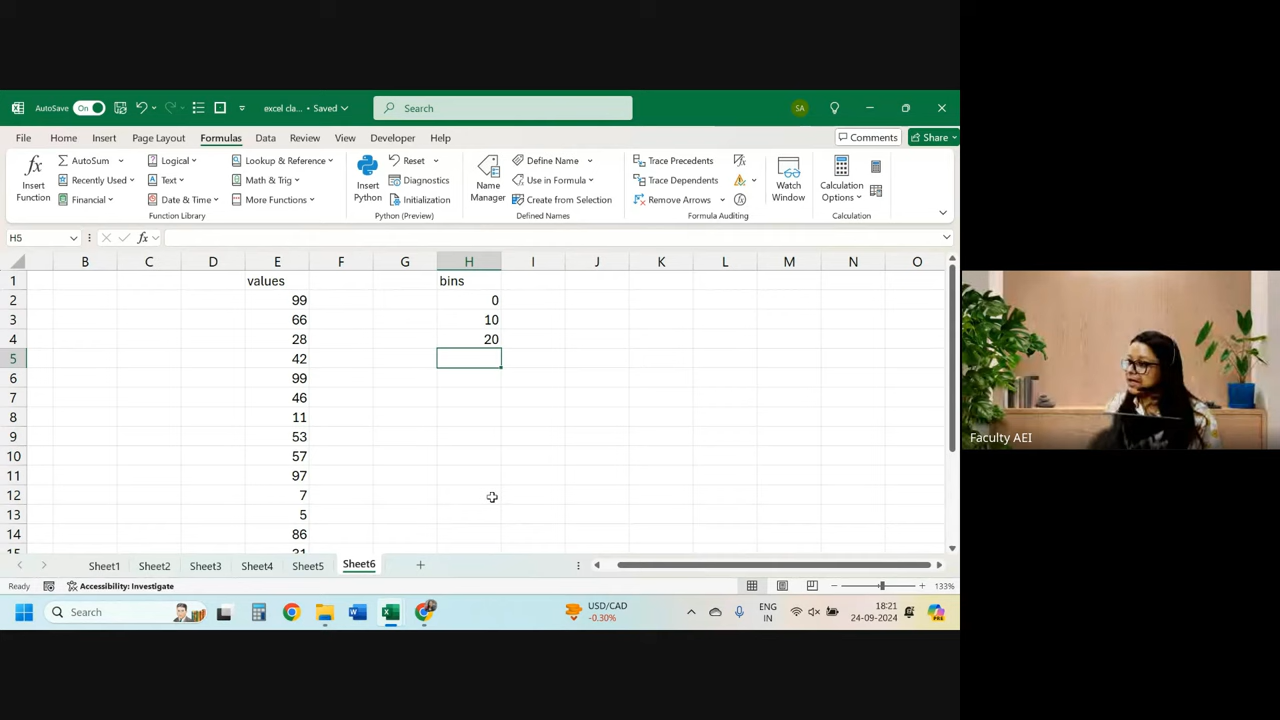 AutoSave On excel cla... • Saved Search SA
File Home Insert Page Layout Formulas Data Review View Developer Help Comments Share
fx Insert Function
AutoSum
Recently Used
Financial
Logical
Text
Date & Time
Lookup & Reference
Math & Trig
More Functions
Function Library
Insert Python
Reset
Diagnostics
Initialization
Python (Preview)
Name Manager
Define Name
Use in Formula
Create from Selection
Defined Names
Trace Precedents
Trace Dependents
Remove Arrows
Formula Auditing
Watch Window
Calculation Options
Calculation
H5 fx
B C D E F G H I J K L M N O
1 values bins
2 99 0
3 66 10
4 28 20
5 42
6 99
7 46
8 11
9 53
10 57
11 97
12 7
13 5
14 86
15 31
Sheet1 Sheet2 Sheet3 Sheet4 Sheet5 Sheet6
Ready Accessibility: Investigate 133%
Search USD/CAD -0.30% ENG IN 18:21 24-09-2024
Faculty AEI